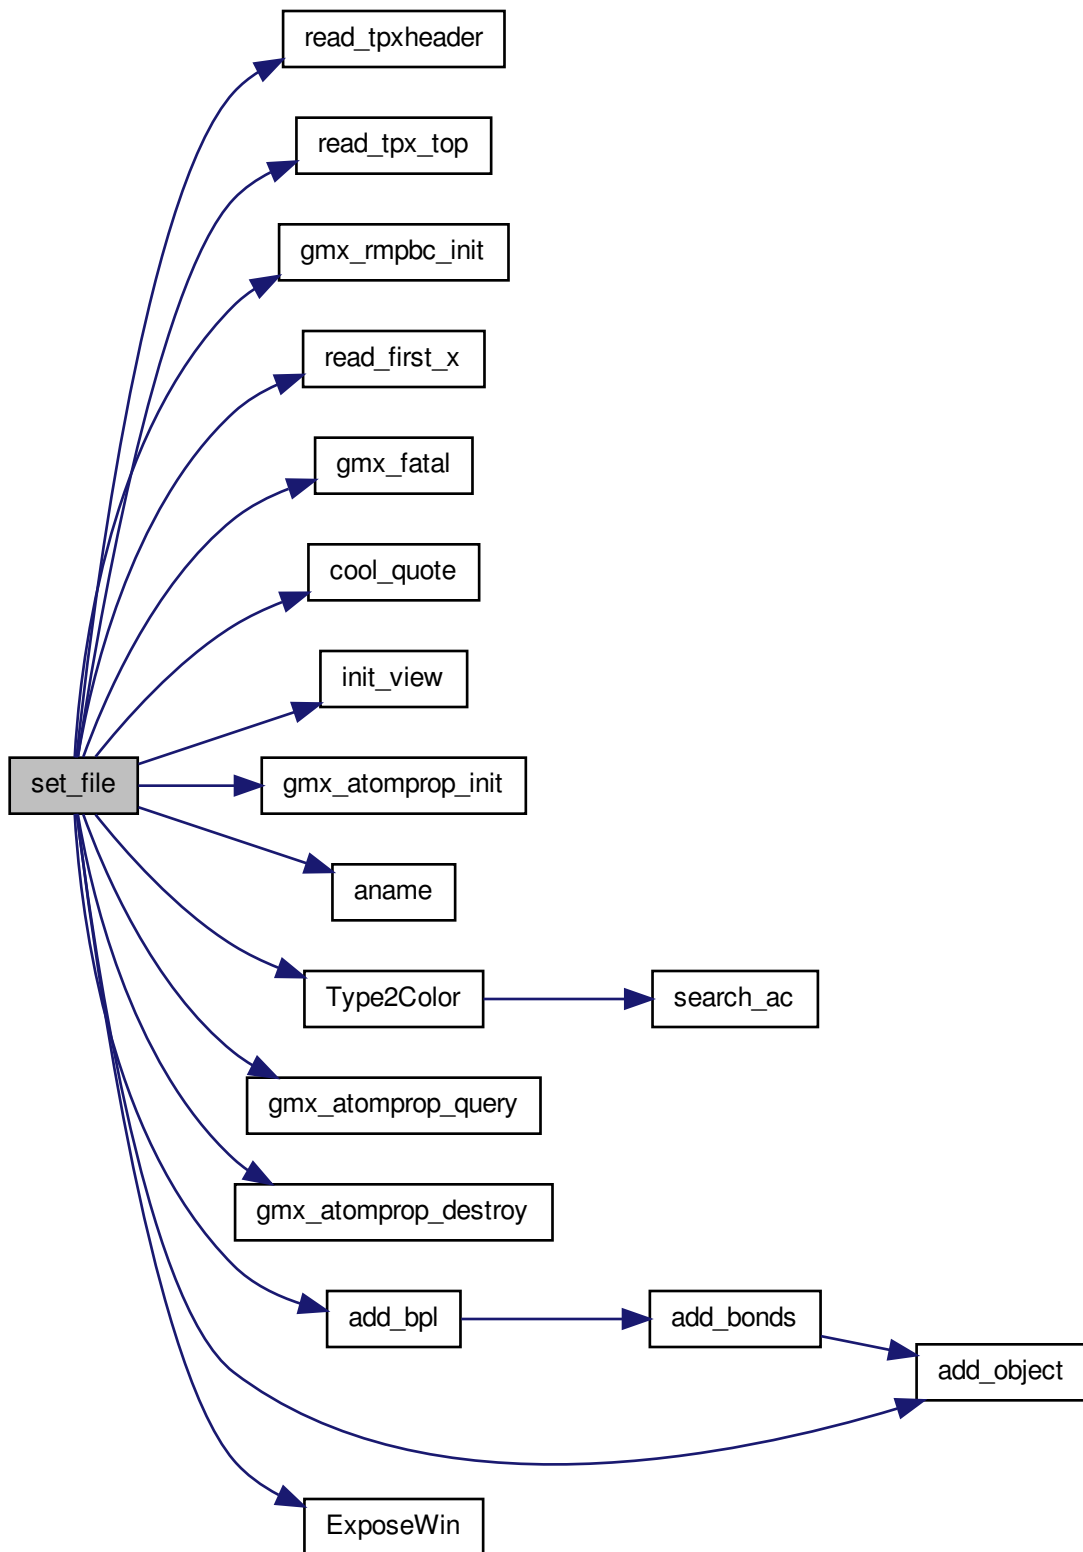 read_tpxheader
read_tpx_top
gmx_rmpbc_init
read_first_x
gmx_fatal
cool_quote
init_view
set_file
gmx_atomprop_init
aname
Type2Color
search_ac
gmx_atomprop_query
gmx_atomprop_destroy
add_bpl
add_bonds
add_object
ExposeWin